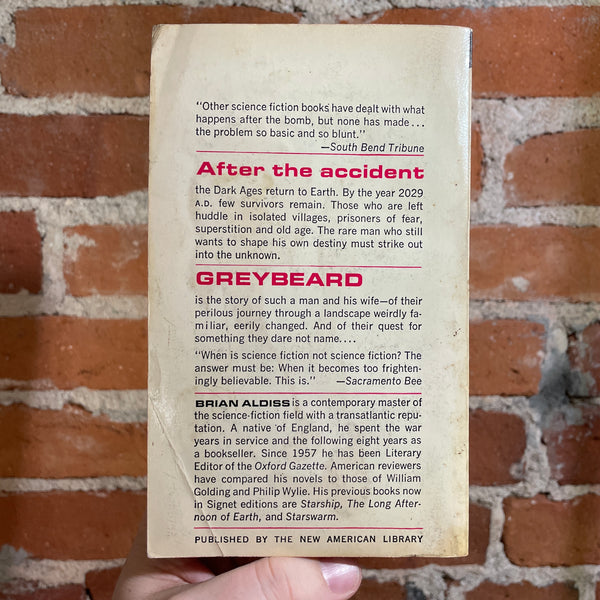 "Other science fiction books have dealt with what
happens after the bomb, but none has made . . .
the problem so basic and so blunt."
—South Bend Tribune
After the accident
the Dark Ages return to Earth. By the year 2029
A.D. few survivors remain. Those who are left
huddle in isolated villages, prisoners of fear,
superstition and old age. The rare man who still
wants to shape his own destiny must strike out
into the unknown.
GREYBEARD
is the story of such a man and his wife—of their
perilous journey through a landscape weirdly fa-
miliar, eerily changed. And of their quest for
something they dare not name. . . .
"When is science fiction not science fiction? The
answer must be: When it becomes too frighten-
ingly believable. This is." —Sacramento Bee
BRIAN ALDISS is a contemporary master of
the science-fiction field with a transatlantic repu-
tation. A native of England, he spent the war
years in service and the following eight years as
a bookseller. Since 1957 he has been Literary
Editor of the Oxford Gazette. American reviewers
have compared his novels to those of William
Golding and Philip Wylie. His previous books now
in Signet editions are Starship, The Long After-
noon of Earth, and Starswarm.
PUBLISHED BY THE NEW AMERICAN LIBRARY